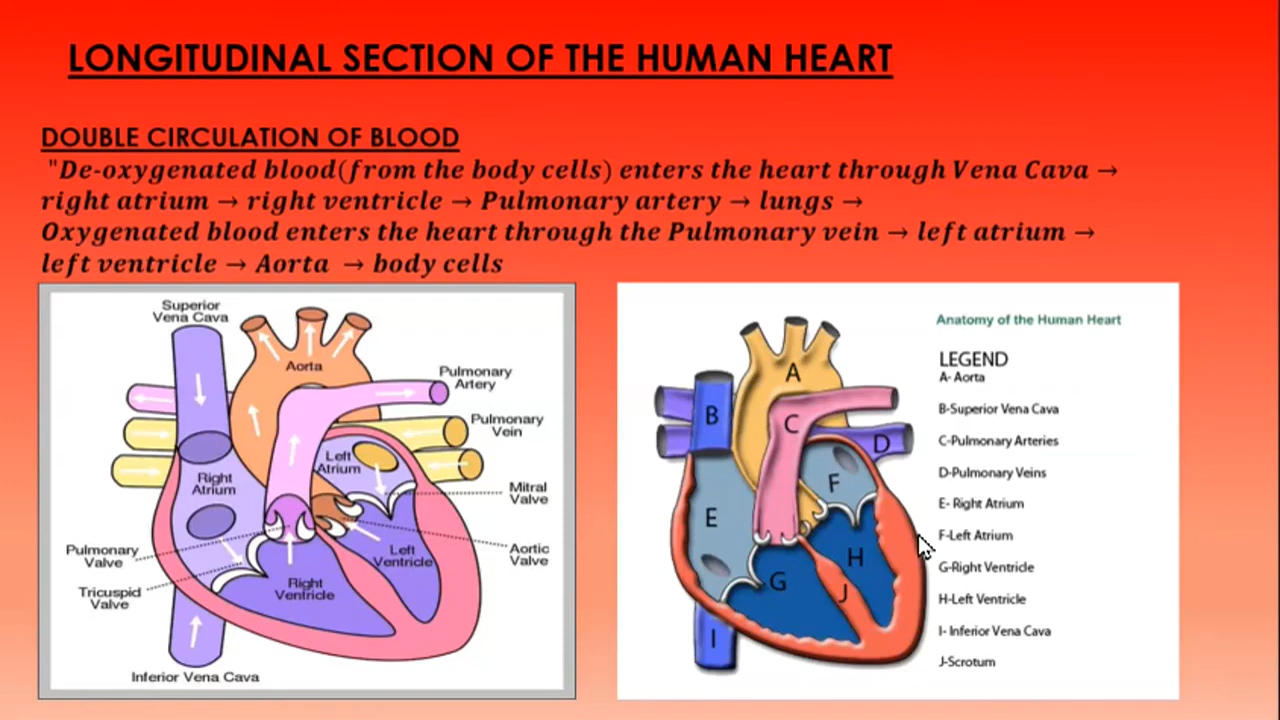 LONGITUDINAL SECTION OF THE HUMAN HEART
DOUBLE CIRCULATION OF BLOOD
"De-oxygenated blood(from the body cells) enters the heart through Vena Cava →
right atrium → right ventricle → Pulmonary artery → lungs →
Oxygenated blood enters the heart through the Pulmonary vein → left atrium →
left ventricle → Aorta → body cells
Superior
Vena Cava
Aorta
Pulmonary
Artery
Pulmonary
Vein
Left
Atrium
Right
Atrium
Mitral
Valve
Pulmonary
Valve
Left
Ventricle
Aortic
Valve
Tricuspid
Valve
Right
Ventricle
Inferior Vena Cava
Anatomy of the Human Heart
A
B
C
D
E
F
G
H
I
J
LEGEND
A- Aorta
B-Superior Vena Cava
C-Pulmonary Arteries
D-Pulmonary Veins
E- Right Atrium
F-Left Atrium
G-Right Ventricle
H-Left Ventricle
I- Inferior Vena Cava
J-Scrotum